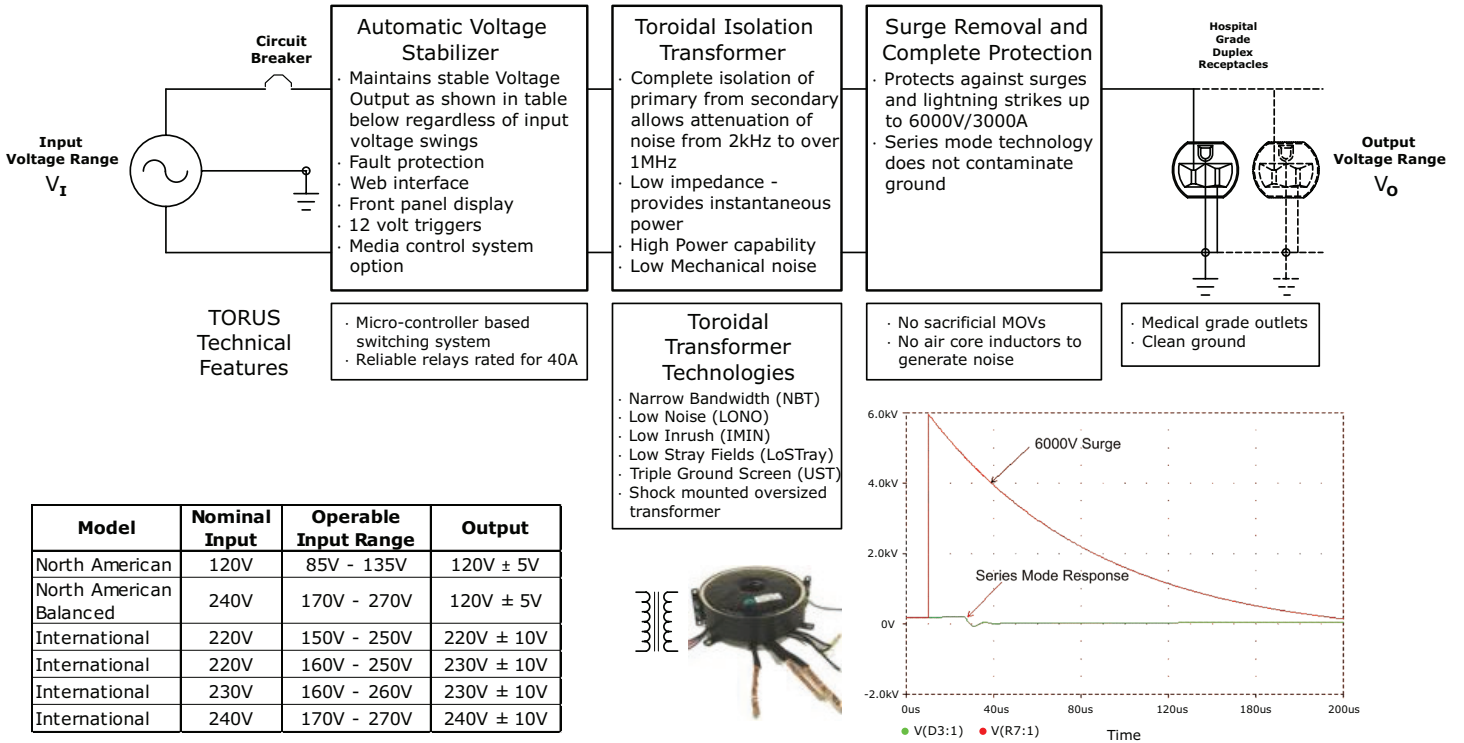 Circuit
Breaker
Input
Voltage Range
VI
Automatic Voltage
Stabilizer
· Maintains stable Voltage
Output as shown in table
below regardless of input
voltage swings
· Fault protection
· Web interface
· Front panel display
· 12 volt triggers
· Media control system
option
Toroidal Isolation
Transformer
· Complete isolation of
primary from secondary
allows attenuation of
noise from 2kHz to over
1MHz
· Low impedance -
provides instantaneous
power
· High Power capability
· Low Mechanical noise
Surge Removal and
Complete Protection
· Protects against surges
and lightning strikes up
to 6000V/3000A
· Series mode technology
does not contaminate
ground
Hospital
Grade
Duplex
Receptacles
Output
Voltage Range
VO
TORUS
Technical
Features
· Micro-controller based
switching system
· Reliable relays rated for 40A
Toroidal
Transformer
Technologies
· Narrow Bandwidth (NBT)
· Low Noise (LONO)
· Low Inrush (IMIN)
· Low Stray Fields (LoSTray)
· Triple Ground Screen (UST)
· Shock mounted oversized
transformer
· No sacrificial MOVs
· No air core inductors to
generate noise
· Medical grade outlets
· Clean ground
Model Nominal Input Operable Input Range Output
North American 120V 85V - 135V 120V ± 5V
North American Balanced 240V 170V - 270V 120V ± 5V
International 220V 150V - 250V 220V ± 10V
International 220V 160V - 250V 230V ± 10V
International 230V 160V - 260V 230V ± 10V
International 240V 170V - 270V 240V ± 10V
6.0kV
4.0kV
2.0kV
0V
-2.0kV
6000V Surge
Series Mode Response
0us 40us 80us 120us 180us 200us
V(D3:1) V(R7:1) Time